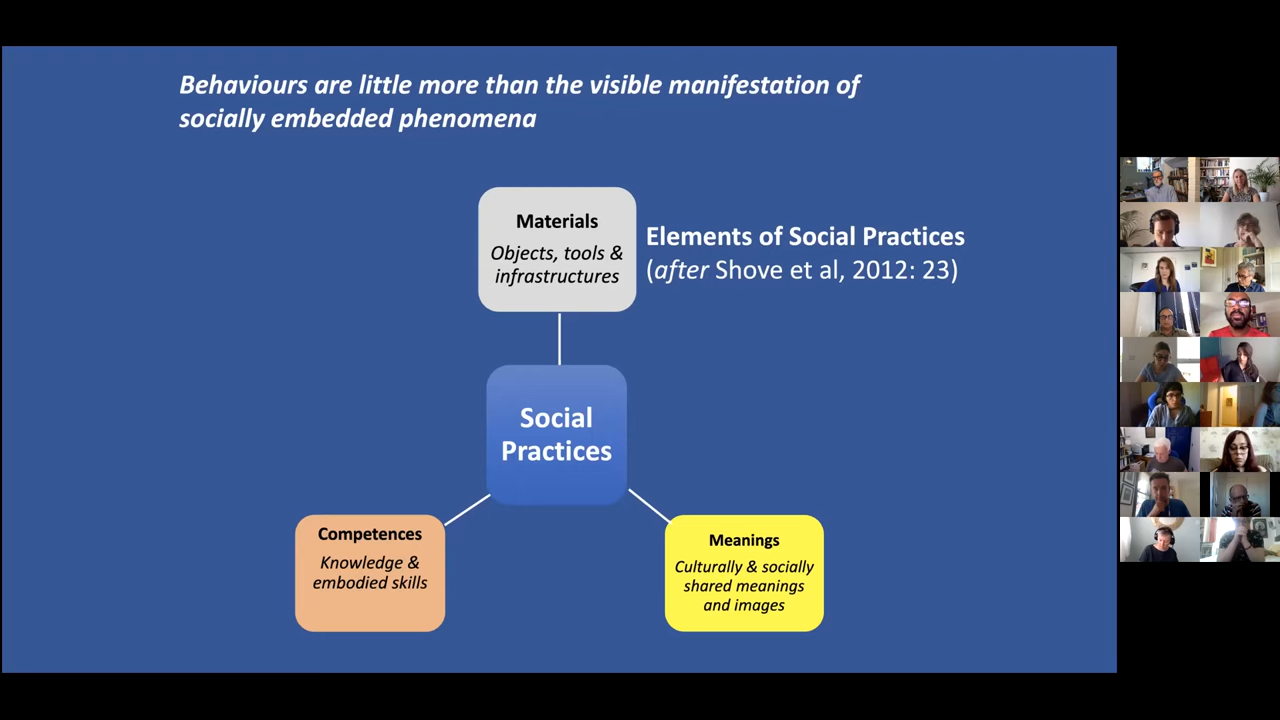 Behaviours are little more than the visible manifestation of
socially embedded phenomena
Materials
Objects, tools &
infrastructures
Elements of Social Practices
(after Shove et al, 2012: 23)
Social
Practices
Competences
Knowledge &
embodied skills
Meanings
Culturally & socially
shared meanings
and images